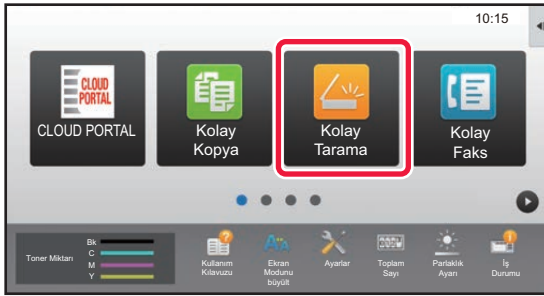 10:15
CLOUD
PORTAL
CLOUD PORTAL
Kolay
Kopya
Kolay
Tarama
Kolay
Faks
Toner Miktarı
Bk
C
M
Y
Kullanım
Kılavuzu
Ekran
Modunu
büyült
Ayarlar
Toplam
Sayı
Parlaklık
Ayarı
İş
Durumu